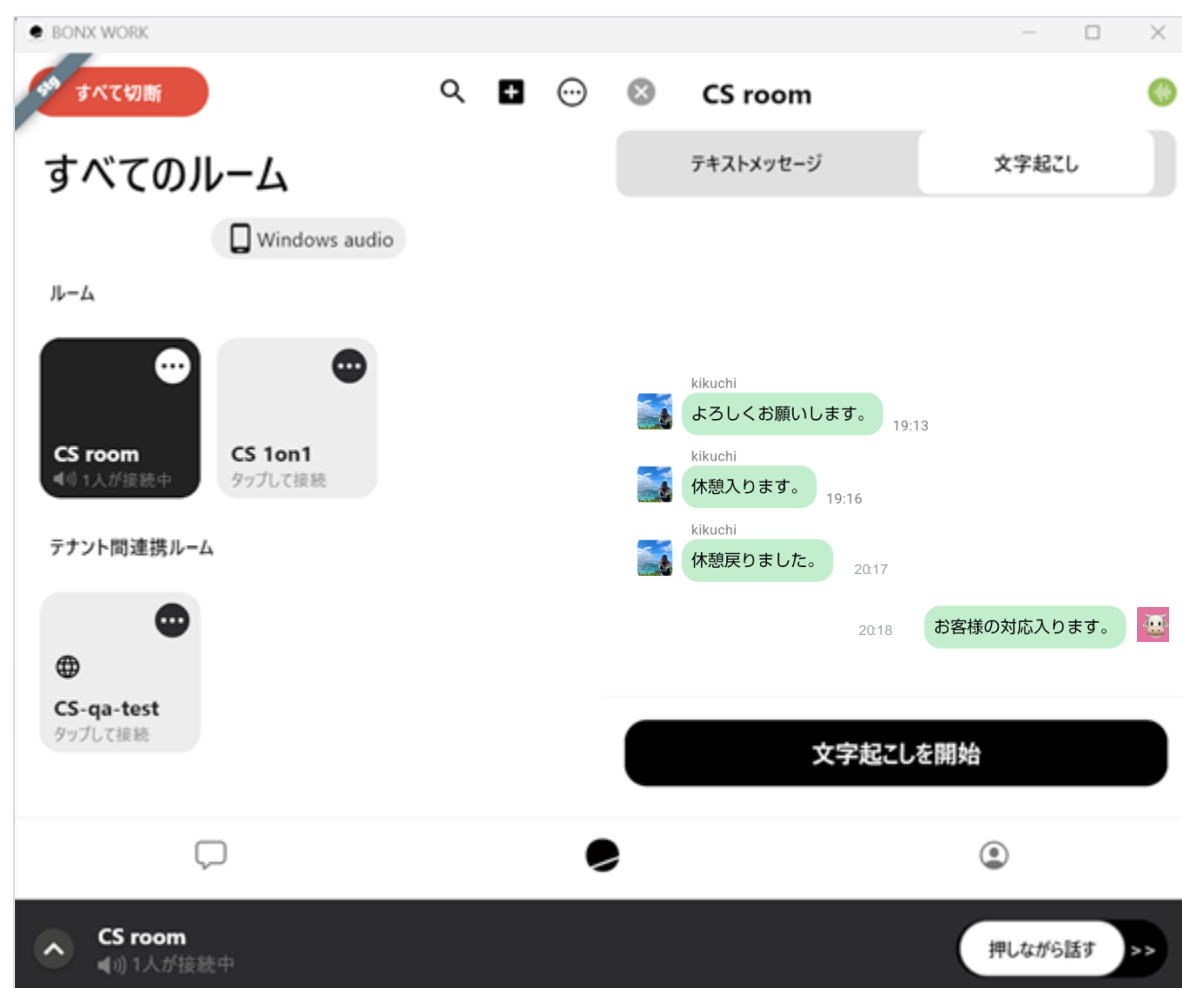 BONX WORK
stg
すべて切断
すべてのルーム
Windows audio
ルーム
CS room
1人が接続中
CS 1on1
タップして接続
テナント間連携ルーム
CS-qa-test
タップして接続
CS room
テキストメッセージ
文字起こし
kikuchi
よろしくお願いします。
19:13
kikuchi
休憩入ります。
19:16
kikuchi
休憩戻りました。
20:17
20:18
お客様の対応入ります。
文字起こしを開始
CS room
1人が接続中
押しながら話す
>>